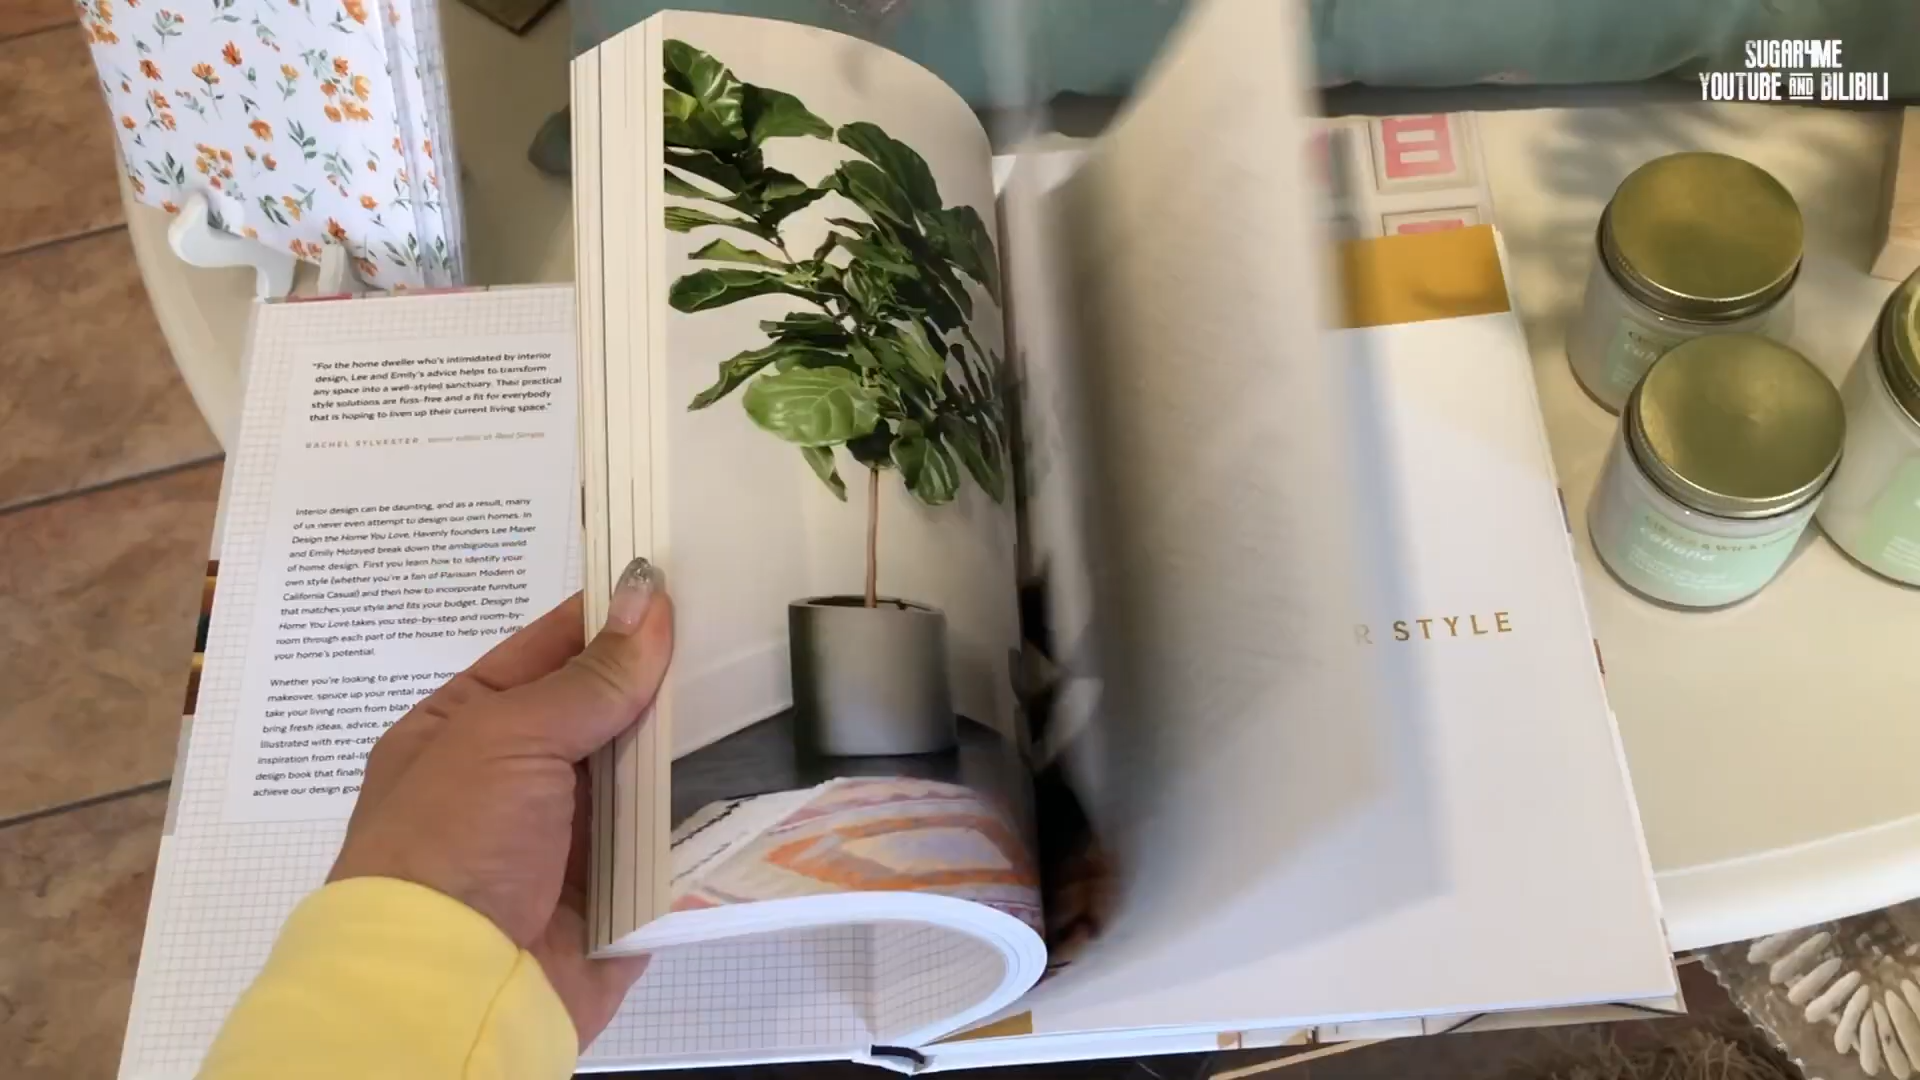 SUGAR4ME
YOUTUBE AND BILIBILI
"For the home dweller who's intimidated by interior
design, Lee and Emily's advice helps to transform
any space into a well-styled sanctuary. Their practical
style solutions are fuss-free and a fit for everybody
that is hoping to liven up their current living space."
RACHEL SYLVESTER, senior editor at Real Simple
Interior design can be daunting, and as a result, many
of us never even attempt to design our own homes. In
Design the Home You Love, Havenly founders Lee Mayer
and Emily Motayed break down the ambiguous world
of home design. First you learn how to identify your
own style (whether you're a fan of Parisian Modern or
California Casual) and then how to incorporate furniture
that matches your style and fits your budget. Design the
Home You Love takes you step-by-step and room-by-
room through each part of the house to help you fulfill
your home's potential.
Whether you're looking to give your home
makeover, spruce up your rental
take your living room from blah
bring fresh ideas, advice,
Illustrated with
inspiration from
design book that finally
achieve our design
R STYLE